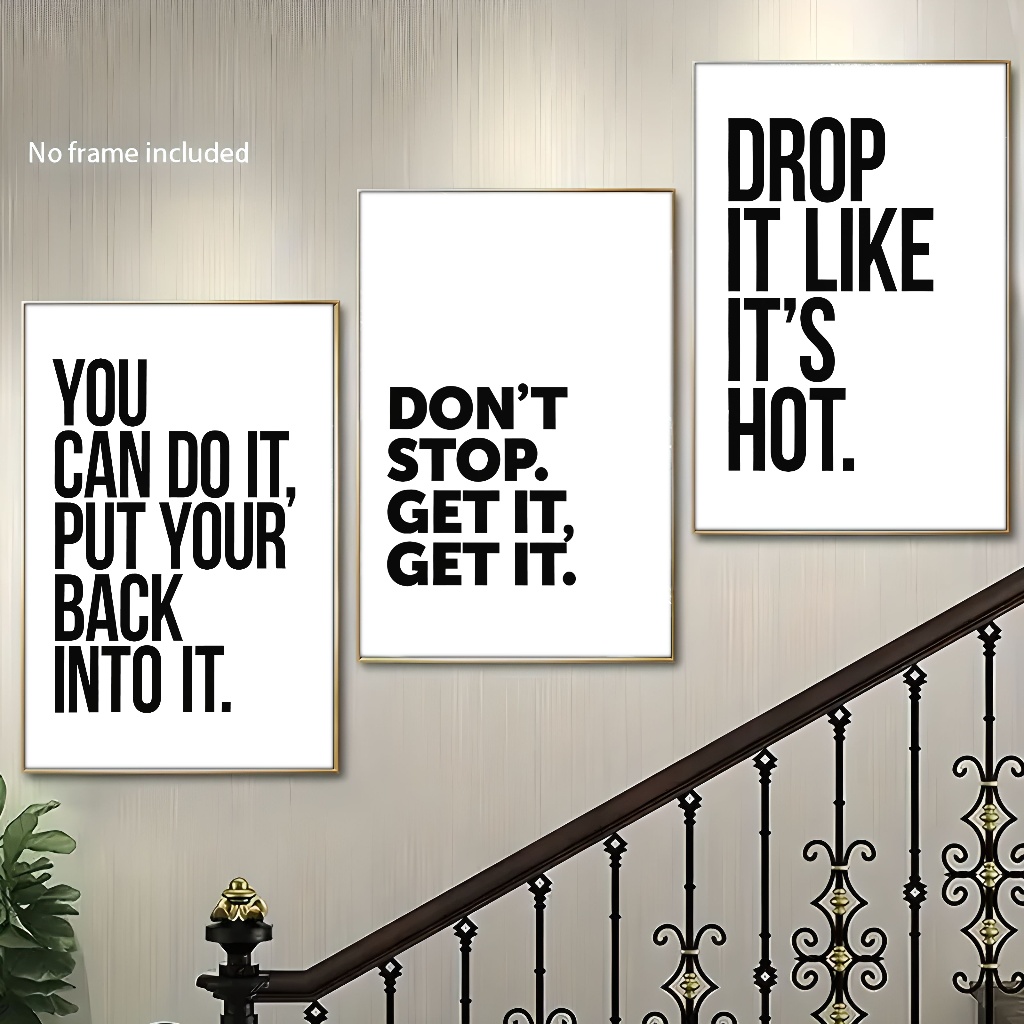 No frame included
YOU
CAN DO IT,
PUT YOUR
BACK
INTO IT.
DON'T
STOP.
GET IT,
GET IT.
DROP
IT LIKE
IT'S
HOT.